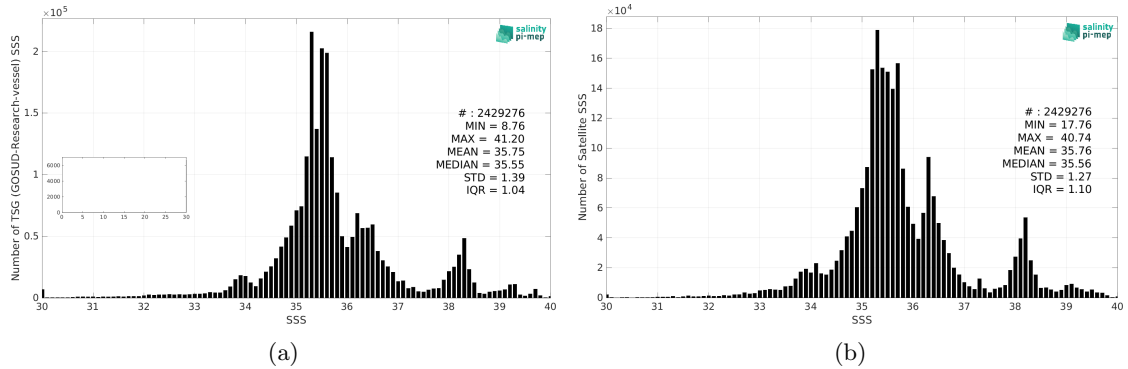 ×10^5
salinity
pi-mep
Number of TSG (GOSUD-Research-vessel) SSS
2
1.5
1
0.5
0
# : 2429276
MIN = 8.76
MAX = 41.20
MEAN = 35.75
MEDIAN = 35.55
STD = 1.39
IQR = 1.04
6000
4000
2000
0
0 5 10 15 20 25 30
30 31 32 33 34 35 36 37 38 39 40
SSS
(a)
×10^4
salinity
pi-mep
Number of Satellite SSS
18
16
14
12
10
8
6
4
2
0
# : 2429276
MIN = 17.76
MAX = 40.74
MEAN = 35.76
MEDIAN = 35.56
STD = 1.27
IQR = 1.10
30 31 32 33 34 35 36 37 38 39 40
SSS
(b)